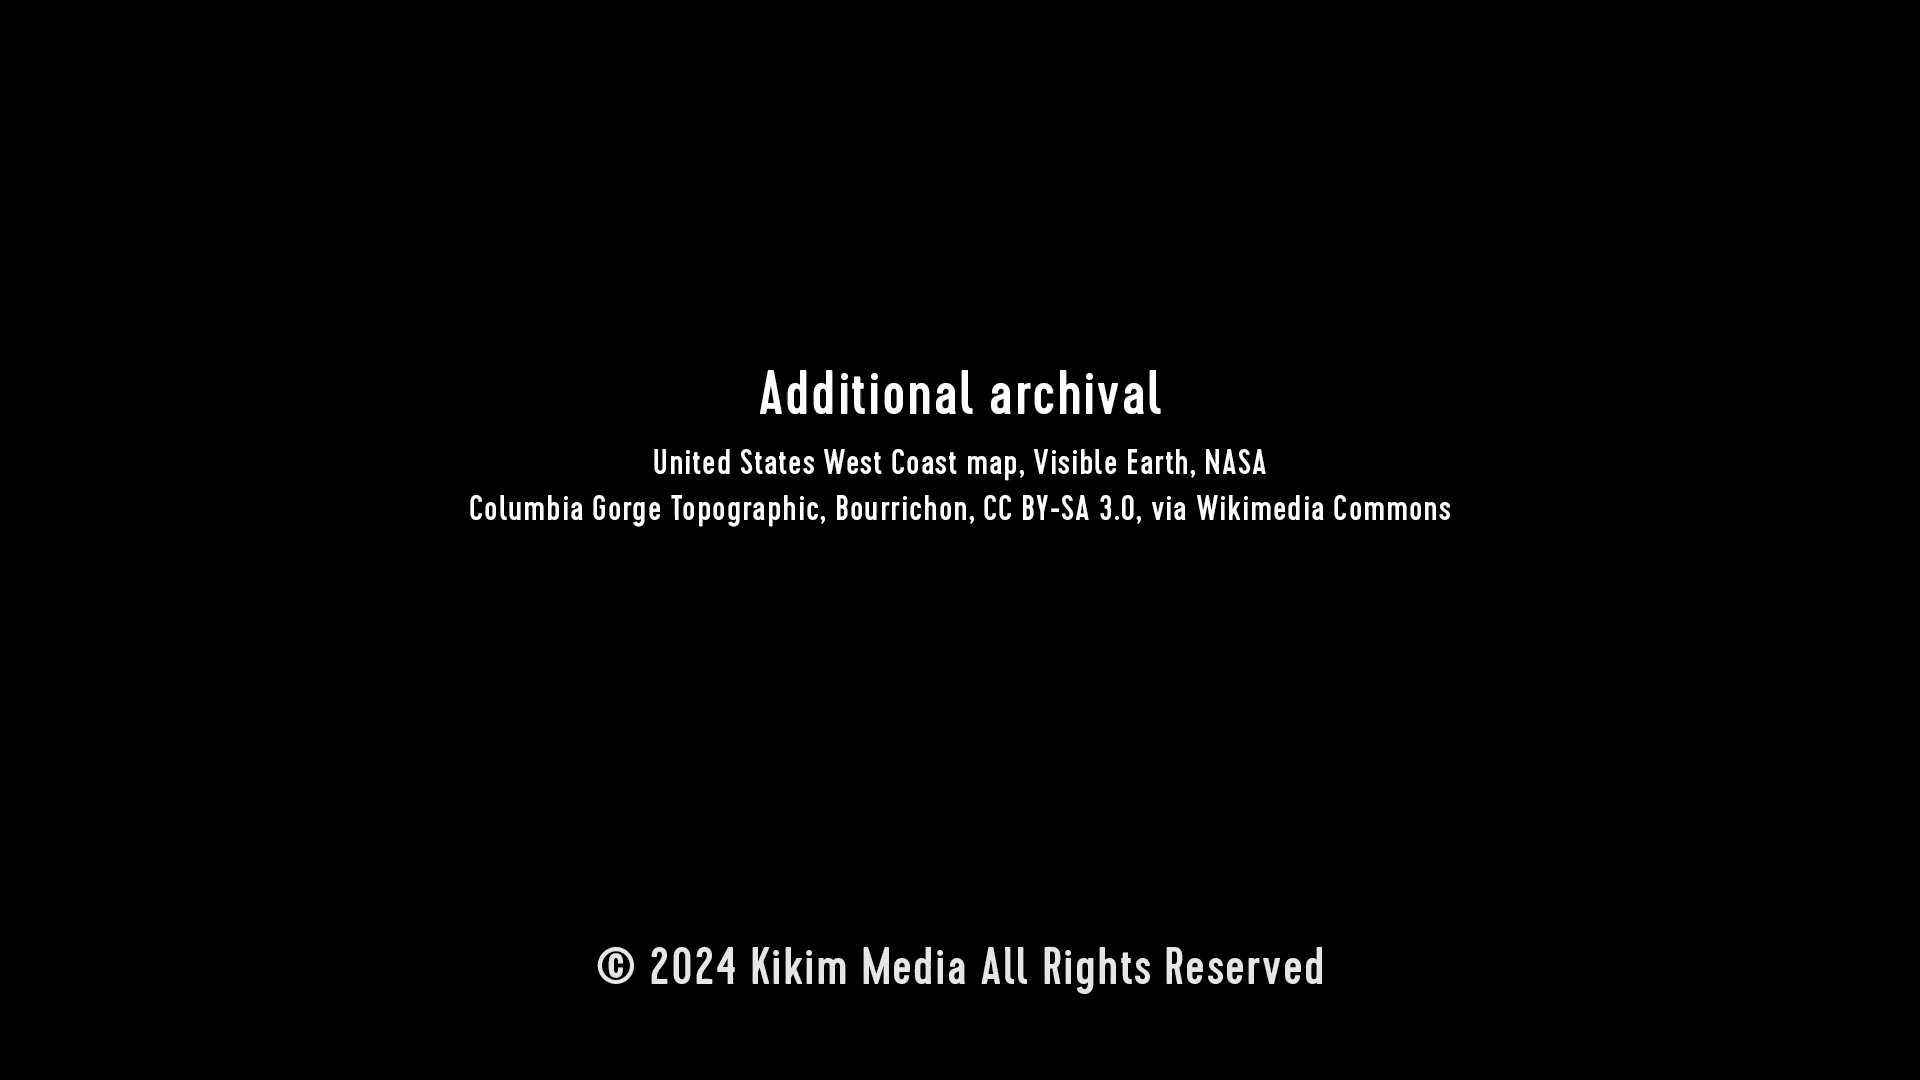 Additional archival
United States West Coast map, Visible Earth, NASA
Columbia Gorge Topographic, Bourrichon, CC BY-SA 3.0, via Wikimedia Commons
© 2024 Kikim Media All Rights Reserved